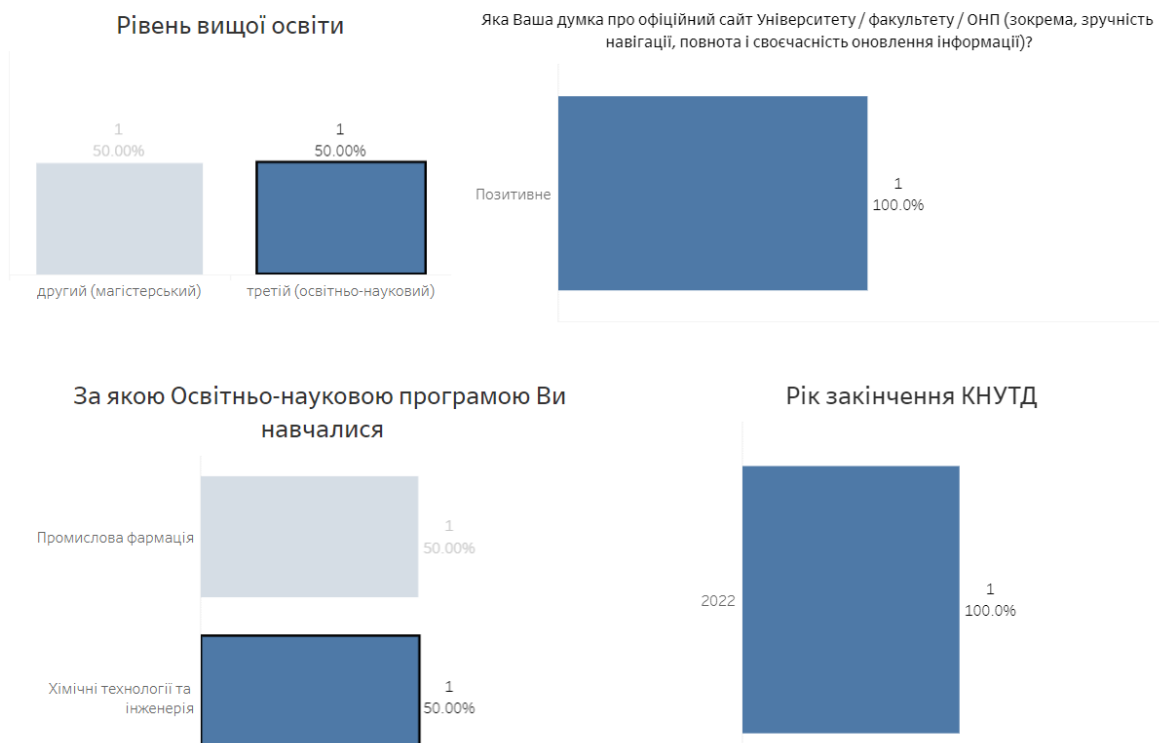 Рівень вищої освіти
1
50.00%
1
50.00%
другий (магістерський)
третій (освітньо-науковий)
Яка Ваша думка про офіційний сайт Університету / факультету / ОНП (зокрема, зручність
навігації, повнота і своєчасність оновлення інформації)?
Позитивне
1
100.0%
За якою Освітньо-науковою програмою Ви
навчалися
Промислова фармація
1
50.00%
Хімічні технології та
інженерія
1
50.00%
Рік закінчення КНУТД
2022
1
100.0%